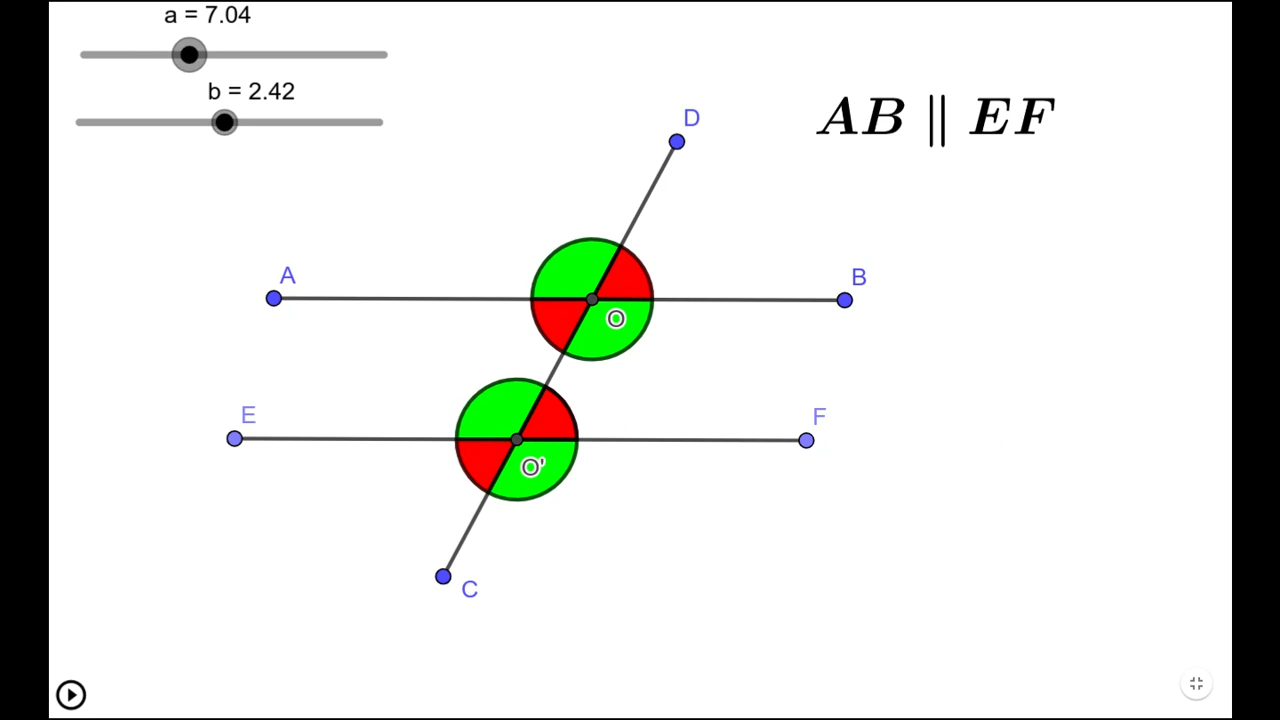 a = 7.04
b = 2.42
D
AB ∥ EF
A
B
O
E
F
O'
C